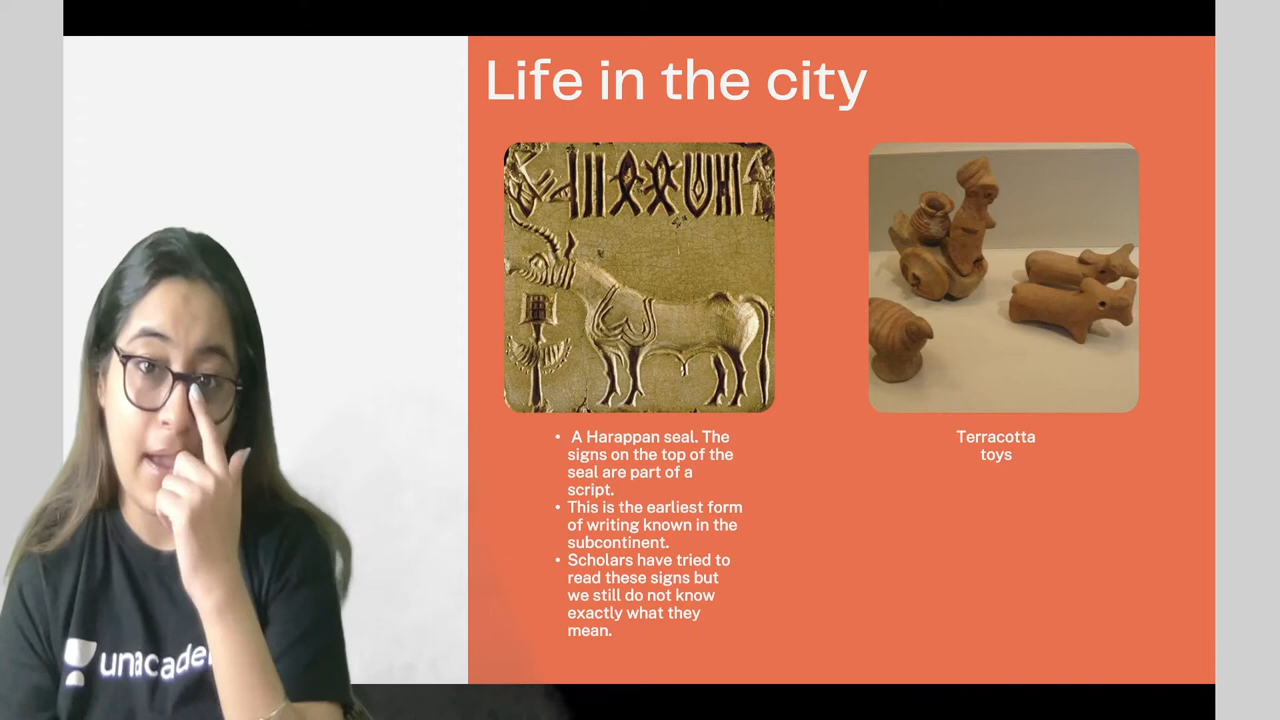 Life in the city
• A Harappan seal. The
signs on the top of the
seal are part of a
script.
• This is the earliest form
of writing known in the
subcontinent.
• Scholars have tried to
read these signs but
we still do not know
exactly what they
mean.
Terracotta
toys